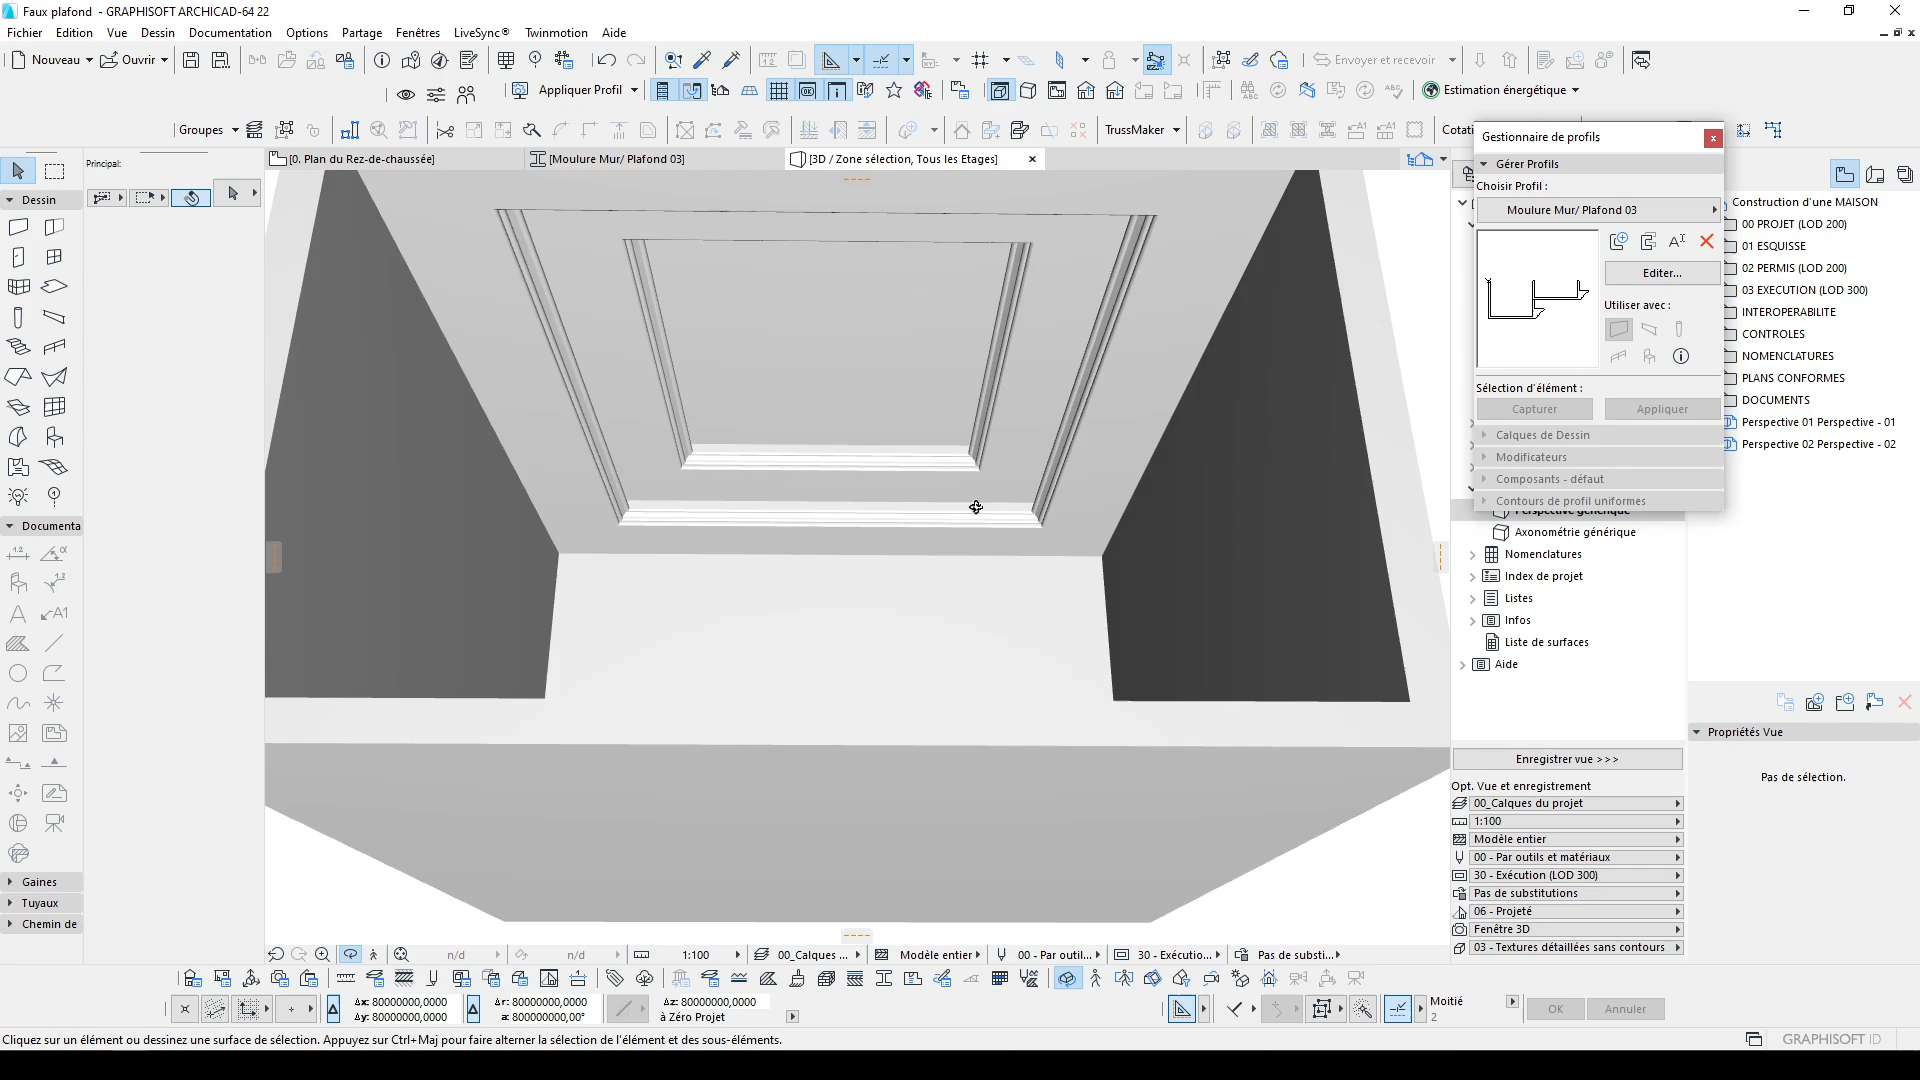 Faux plafond - GRAPHISOFT ARCHICAD-64 22
Fichier Edition Vue Dessin Documentation Options Partage Fenêtres LiveSync® Twinmotion Aide
Nouveau Ouvrir Envoyer et recevoir
Appliquer Profil Estimation énergétique
Groupes TrussMaker Cotati
Principal:
[0. Plan du Rez-de-chaussée] [Moulure Mur/ Plafond 03] [3D / Zone sélection, Tous les Etages]
Dessin
Documenta
Gaines
Tuyaux
Chemin de
Gestionnaire de profils
Gérer Profils
Choisir Profil :
Moulure Mur/ Plafond 03
Editer...
Utiliser avec :
Sélection d'élément :
Capturer Appliquer
Calques de Dessin
Modificateurs
Composants - défaut
Contours de profil uniformes
Perspective générique
Axonométrie générique
Nomenclatures
Index de projet
Listes
Infos
Liste de surfaces
Aide
Construction d'une MAISON
00 PROJET (LOD 200)
01 ESQUISSE
02 PERMIS (LOD 200)
03 EXECUTION (LOD 300)
INTEROPERABILITE
CONTROLES
NOMENCLATURES
PLANS CONFORMES
DOCUMENTS
Perspective 01 Perspective - 01
Perspective 02 Perspective - 02
Propriétés Vue
Pas de sélection.
Enregistrer vue >>>
Opt. Vue et enregistrement
00_Calques du projet
1:100
Modèle entier
00 - Par outils et matériaux
30 - Exécution (LOD 300)
Pas de substitutions
06 - Projeté
Fenêtre 3D
03 - Textures détaillées sans contours
n/d n/d 1:100 00_Calques ... Modèle entier 00 - Par outil... 30 - Exécutio... Pas de substi...
Δx: 80000000,0000 Δr: 80000000,0000 Δz: 80000000,0000
Δy: 80000000,0000 a: 800000000,00° à Zéro Projet
Moitié
2
OK Annuler
Cliquez sur un élément ou dessinez une surface de sélection. Appuyez sur Ctrl+Maj pour faire alterner la sélection de l'élément et des sous-éléments.
GRAPHISOFT ID